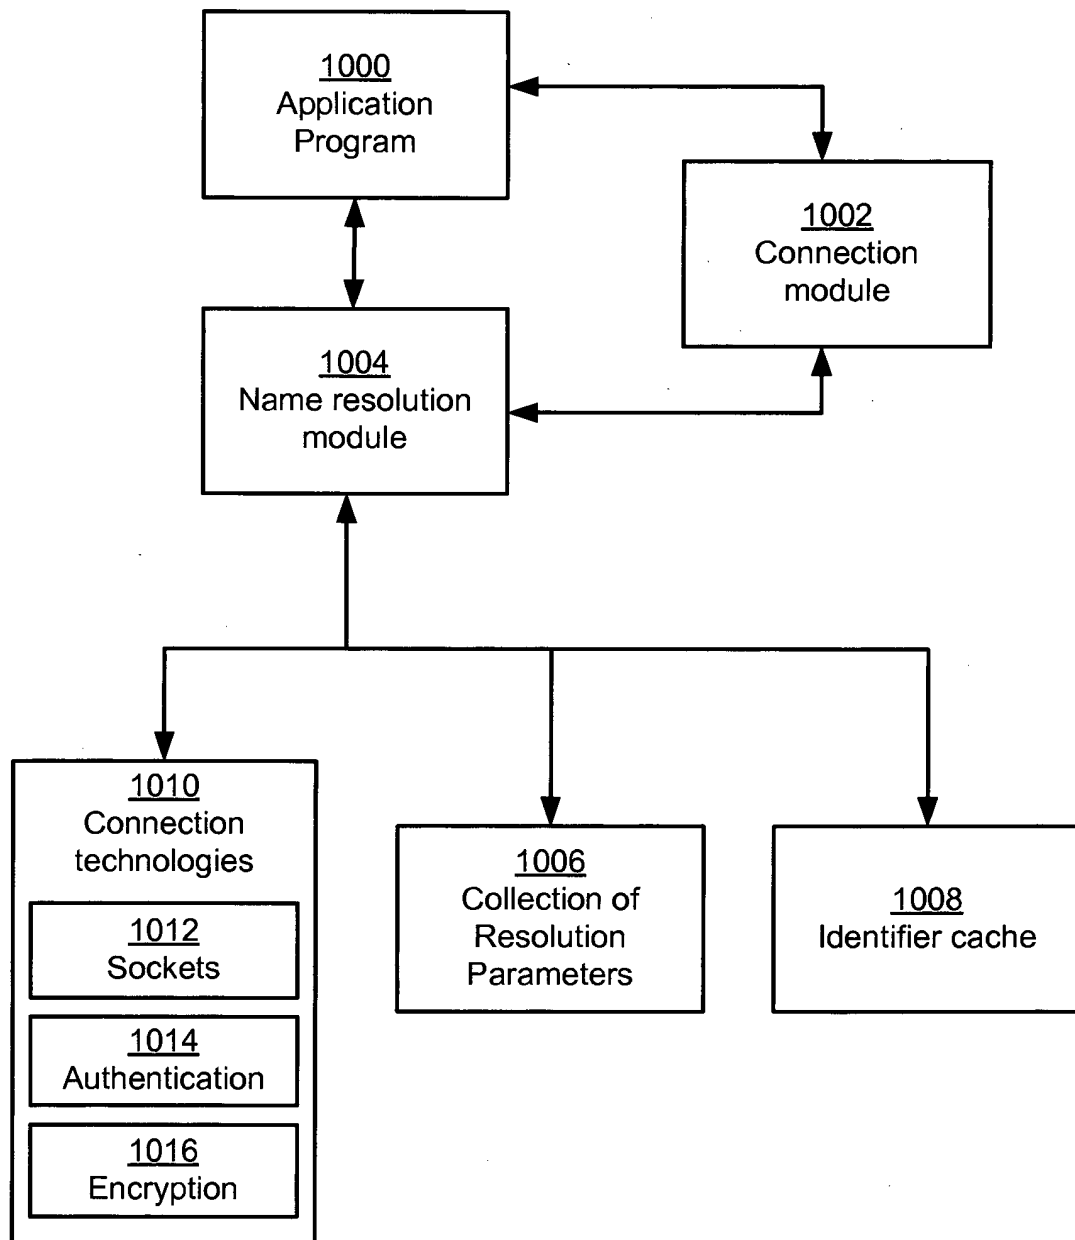 1000
Application
Program
1002
Connection
module
1004
Name resolution
module
1010
Connection
technologies
1012
Sockets
1014
Authentication
1016
Encryption
1006
Collection of
Resolution
Parameters
1008
Identifier cache